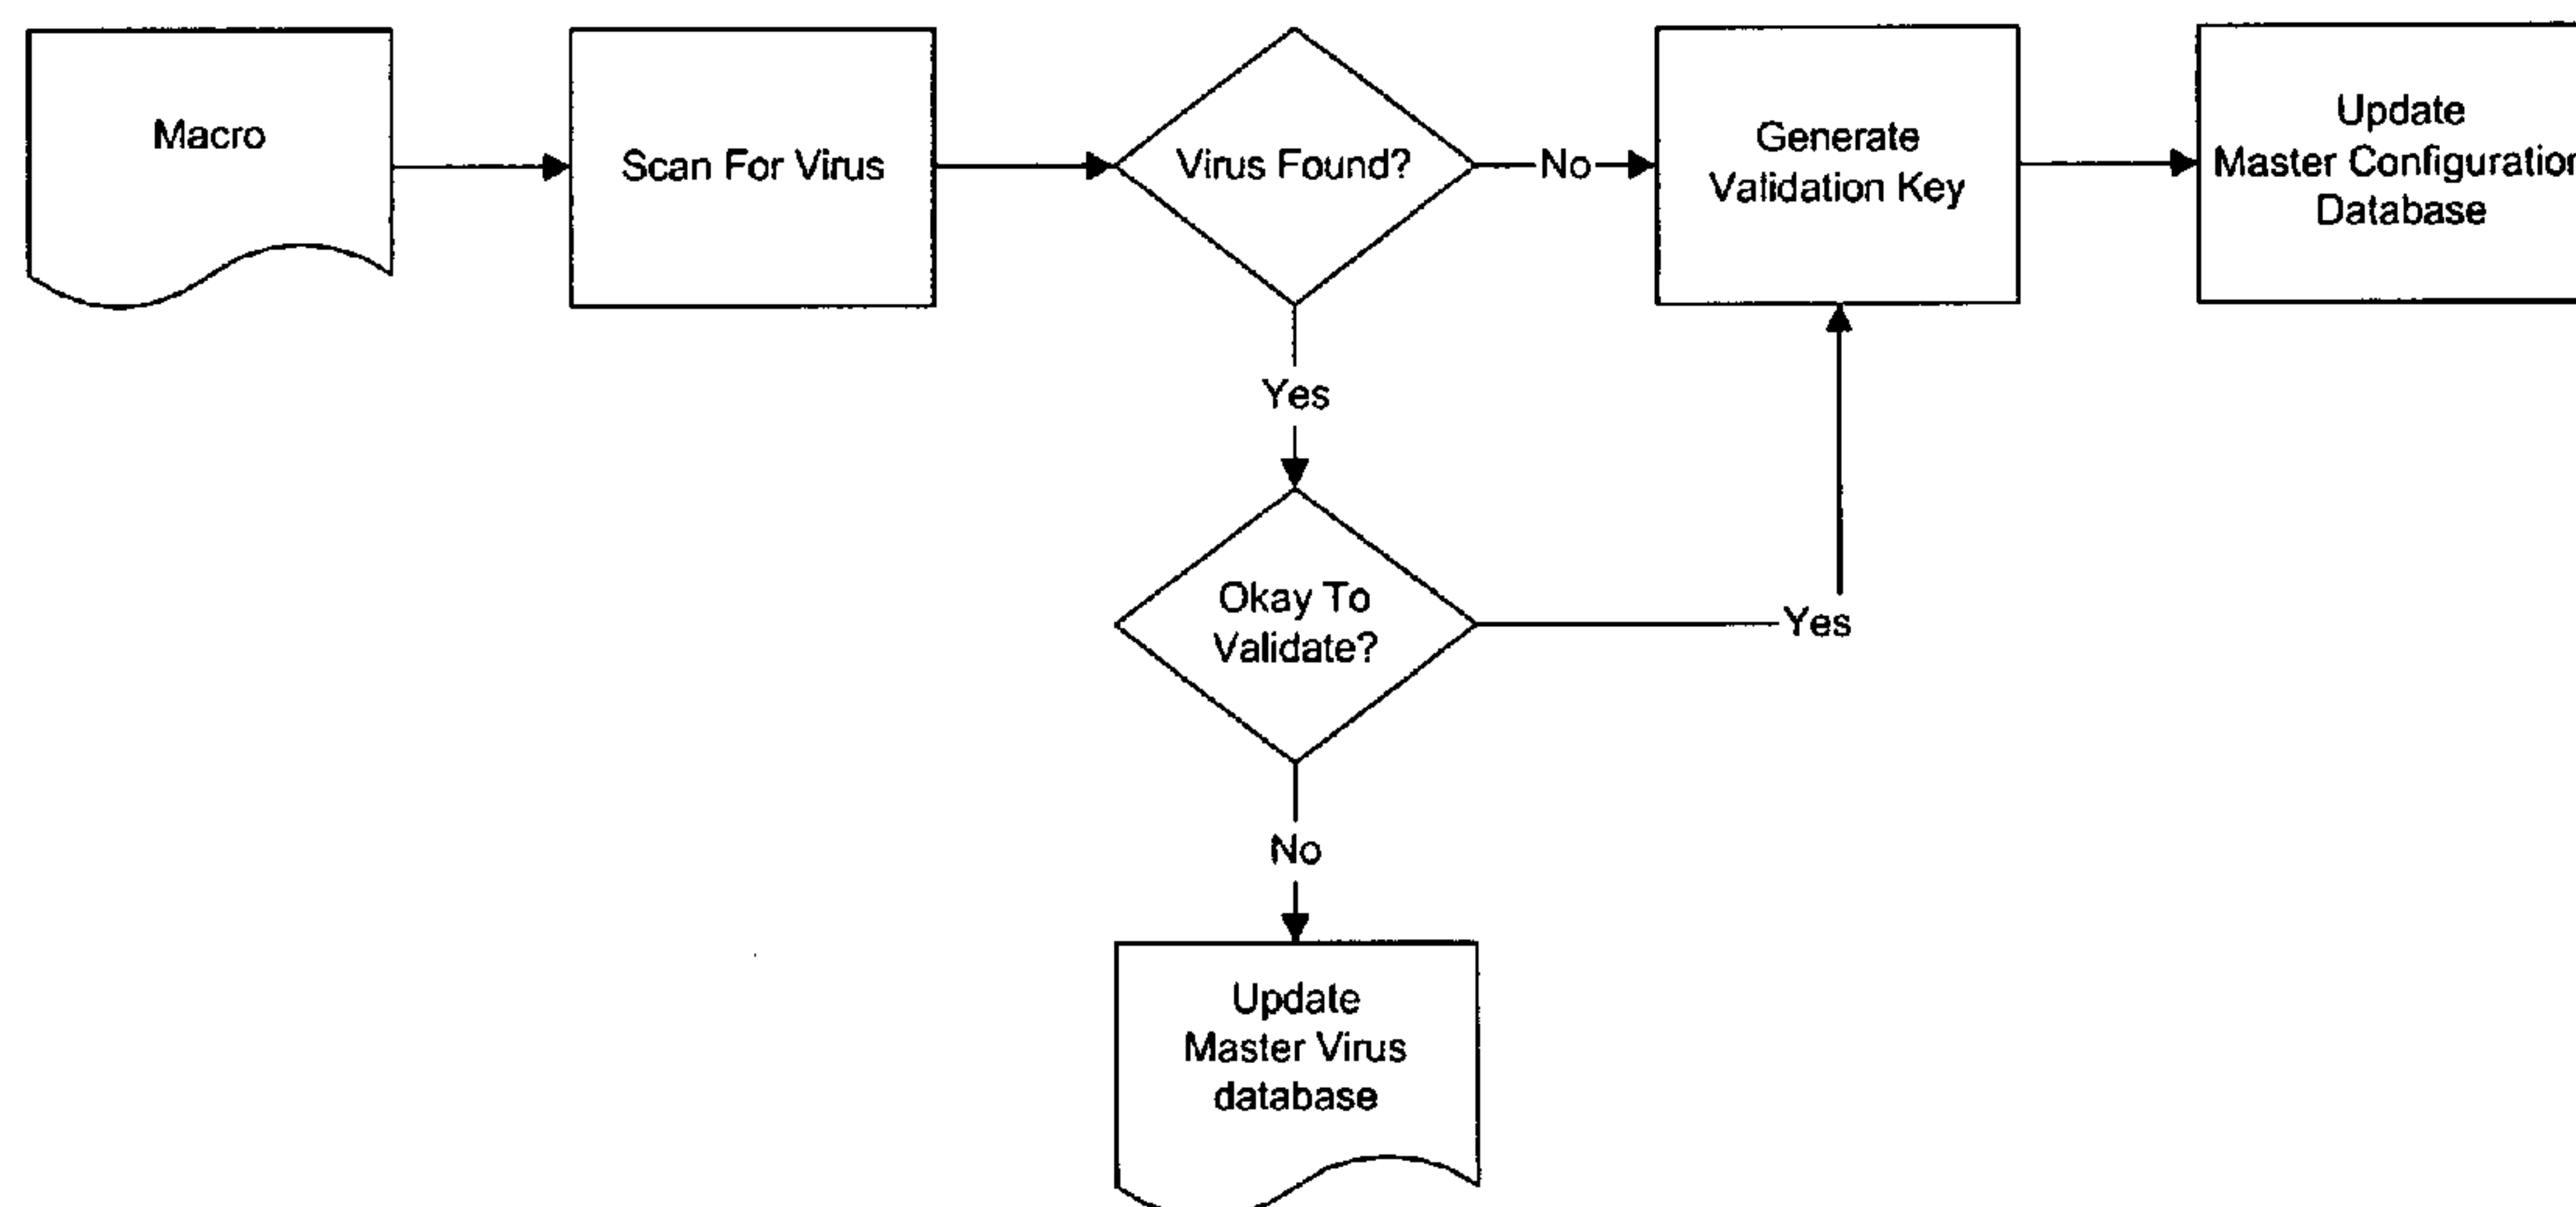 Macro
Scan For Virus
Virus Found?
No
Generate
Validation Key
Update
Master Configuration
Database
Yes
Okay To
Validate?
Yes
No
Update
Master Virus
database